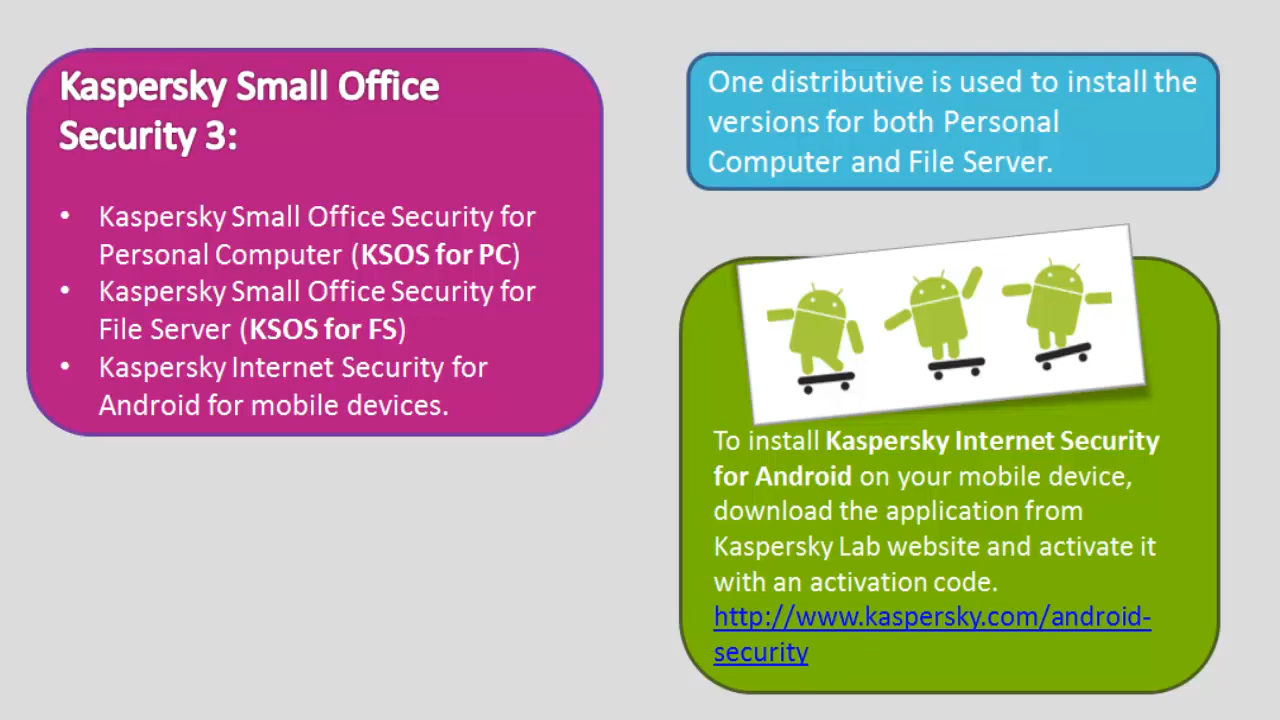 Kaspersky Small Office
Security 3:
• Kaspersky Small Office Security for
Personal Computer (KSOS for PC)
• Kaspersky Small Office Security for
File Server (KSOS for FS)
• Kaspersky Internet Security for
Android for mobile devices.
One distributive is used to install the
versions for both Personal
Computer and File Server.
To install Kaspersky Internet Security
for Android on your mobile device,
download the application from
Kaspersky Lab website and activate it
with an activation code.
http://www.kaspersky.com/android-
security